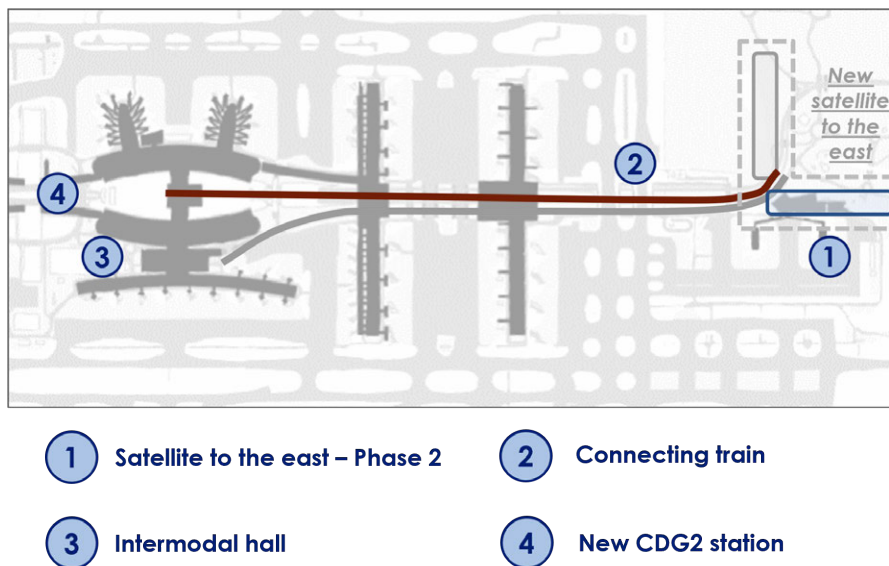 New
satellite
to the
east
2
4
3
1
1 Satellite to the east – Phase 2
2 Connecting train
3 Intermodal hall
4 New CDG2 station